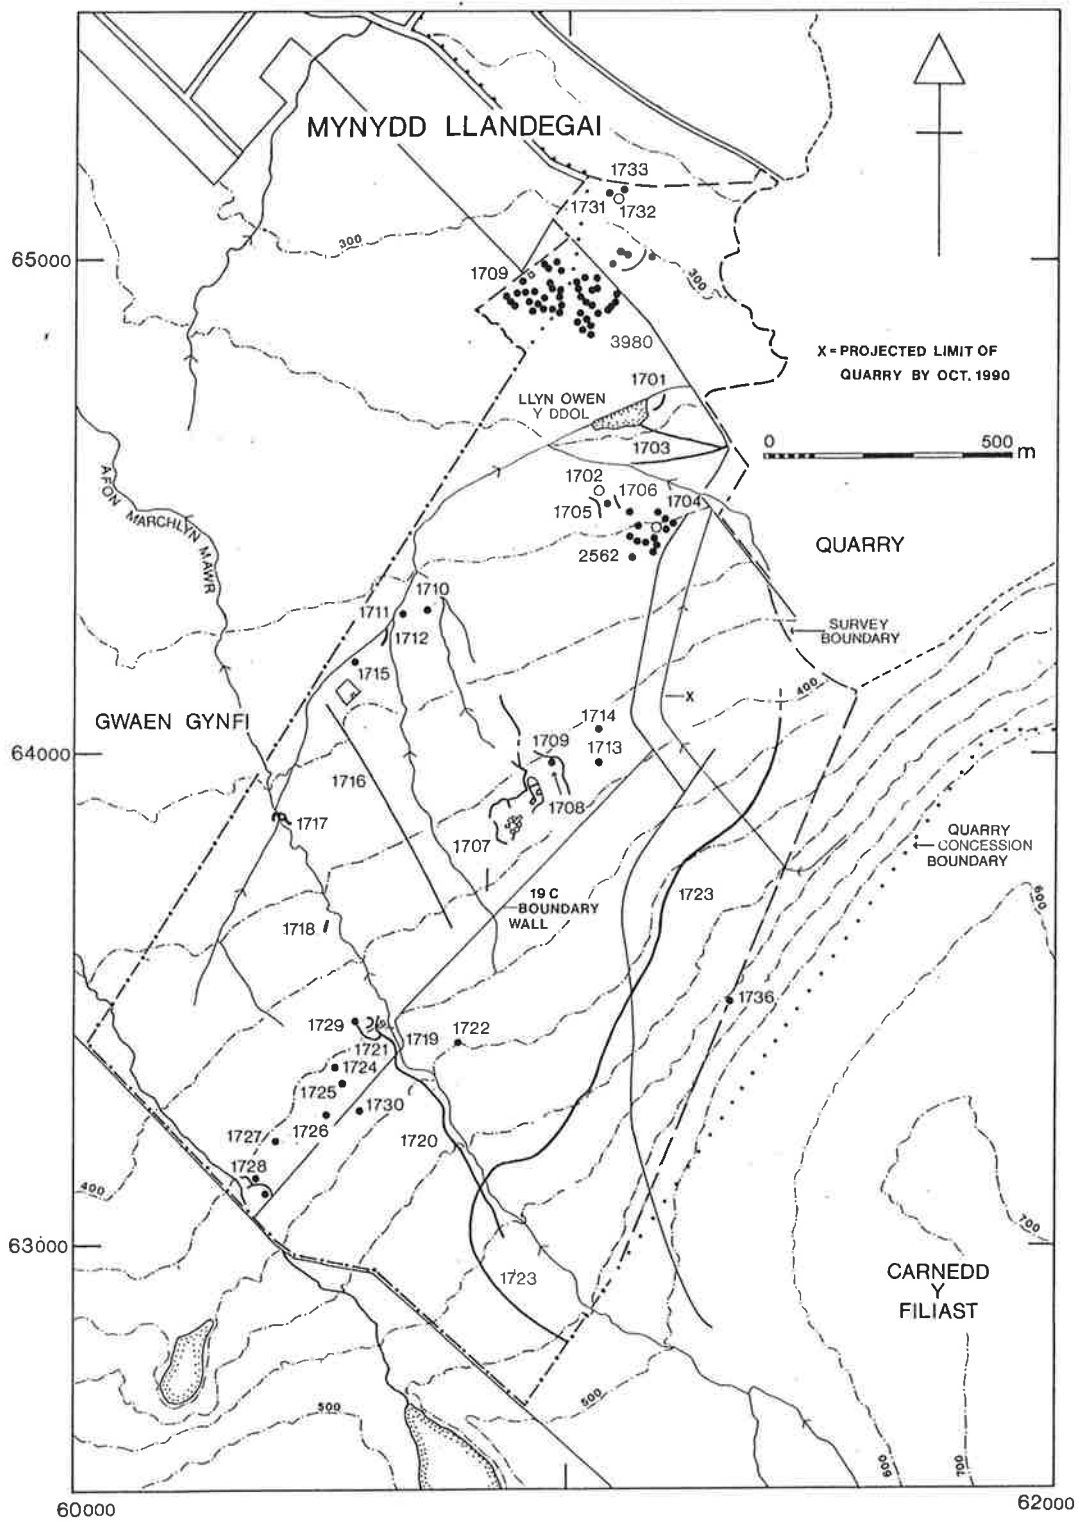 MYNYDD LLANDEGAI
1733
1731
1732
300
65000
1709
300
3980
X = PROJECTED LIMIT OF
QUARRY BY OCT. 1990
1701
LLYN OWEN
Y DDOL
0 500 m
1703
1702
1706
1704
1705
AFON MARCHLYN MAWR
QUARRY
2562
1710
1711
1712
SURVEY
BOUNDARY
1715
400
X
GWAEN GYNFI
1714
1709
1713
64000
1716
1708
1717
1707
QUARRY
CONCESSION
BOUNDARY
19 C
BOUNDARY
WALL
1723
600
1718
1736
1729
1719
1722
1721
1724
1725
1730
1726
1727
1720
1728
400
700
63000
1723
CARNEDD
Y
FILIAST
500
500
600
700
60000
62000